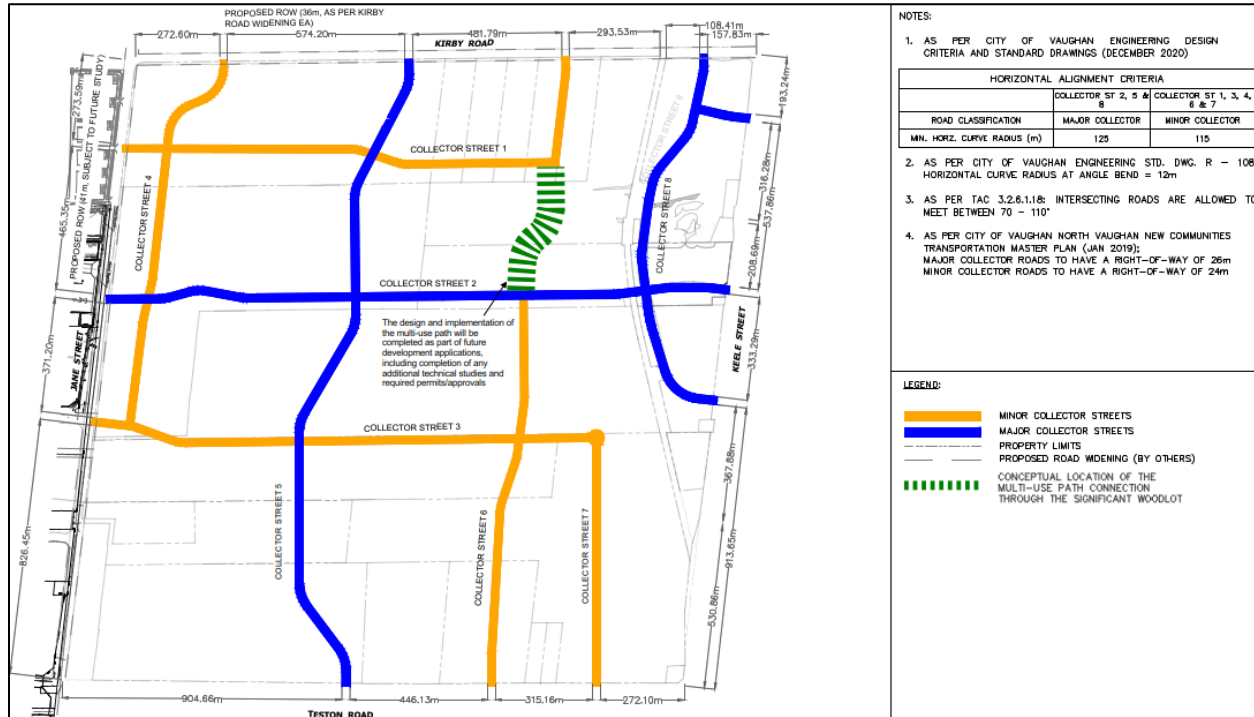 PROPOSED ROW (36m, AS PER KIRBY
ROAD WIDENING EA)
272.60m
574.20m
481.79m
293.53m
108.41m
157.83m
KIRBY ROAD
273.59m
PROPOSED ROW (41m, SUBJECT TO FUTURE STUDY)
465.35m
193.24m
COLLECTOR STREET 1
COLLECTOR STREET 4
COLLECTOR STREET 8
COLLECTOR STREET 8
316.28m
537.86m
208.69m
COLLECTOR STREET 2
The design and implementation of
the multi-use path will be
completed as part of future
development applications,
including completion of any
additional technical studies and
required permits/approvals
JANE STREET
371.20m
KEELE STREET
333.29m
COLLECTOR STREET 3
826.45m
COLLECTOR STREET 5
COLLECTOR STREET 6
COLLECTOR STREET 7
367.88m
913.65m
530.86m
904.66m
446.13m
315.16m
272.10m
TESTON ROAD
NOTES:
1. AS PER CITY OF VAUGHAN ENGINEERING DESIGN
CRITERIA AND STANDARD DRAWINGS (DECEMBER 2020)
HORIZONTAL ALIGNMENT CRITERIA
COLLECTOR ST 2, 5 & 8 COLLECTOR ST 1, 3, 4, 6 & 7
ROAD CLASSIFICATION MAJOR COLLECTOR MINOR COLLECTOR
MIN. HORZ. CURVE RADIUS (m) 125 115
2. AS PER CITY OF VAUGHAN ENGINEERING STD. DWG. R – 108
HORIZONTAL CURVE RADIUS AT ANGLE BEND = 12m
3. AS PER TAC 3.2.6.1.18: INTERSECTING ROADS ARE ALLOWED TO
MEET BETWEEN 70 – 110°
4. AS PER CITY OF VAUGHAN NORTH VAUGHAN NEW COMMUNITIES
TRANSPORTATION MASTER PLAN (JAN 2019);
MAJOR COLLECTOR ROADS TO HAVE A RIGHT–OF–WAY OF 26m
MINOR COLLECTOR ROADS TO HAVE A RIGHT–OF–WAY OF 24m
LEGEND:
MINOR COLLECTOR STREETS
MAJOR COLLECTOR STREETS
PROPERTY LIMITS
PROPOSED ROAD WIDENING (BY OTHERS)
CONCEPTUAL LOCATION OF THE
MULTI–USE PATH CONNECTION
THROUGH THE SIGNIFICANT WOODLOT